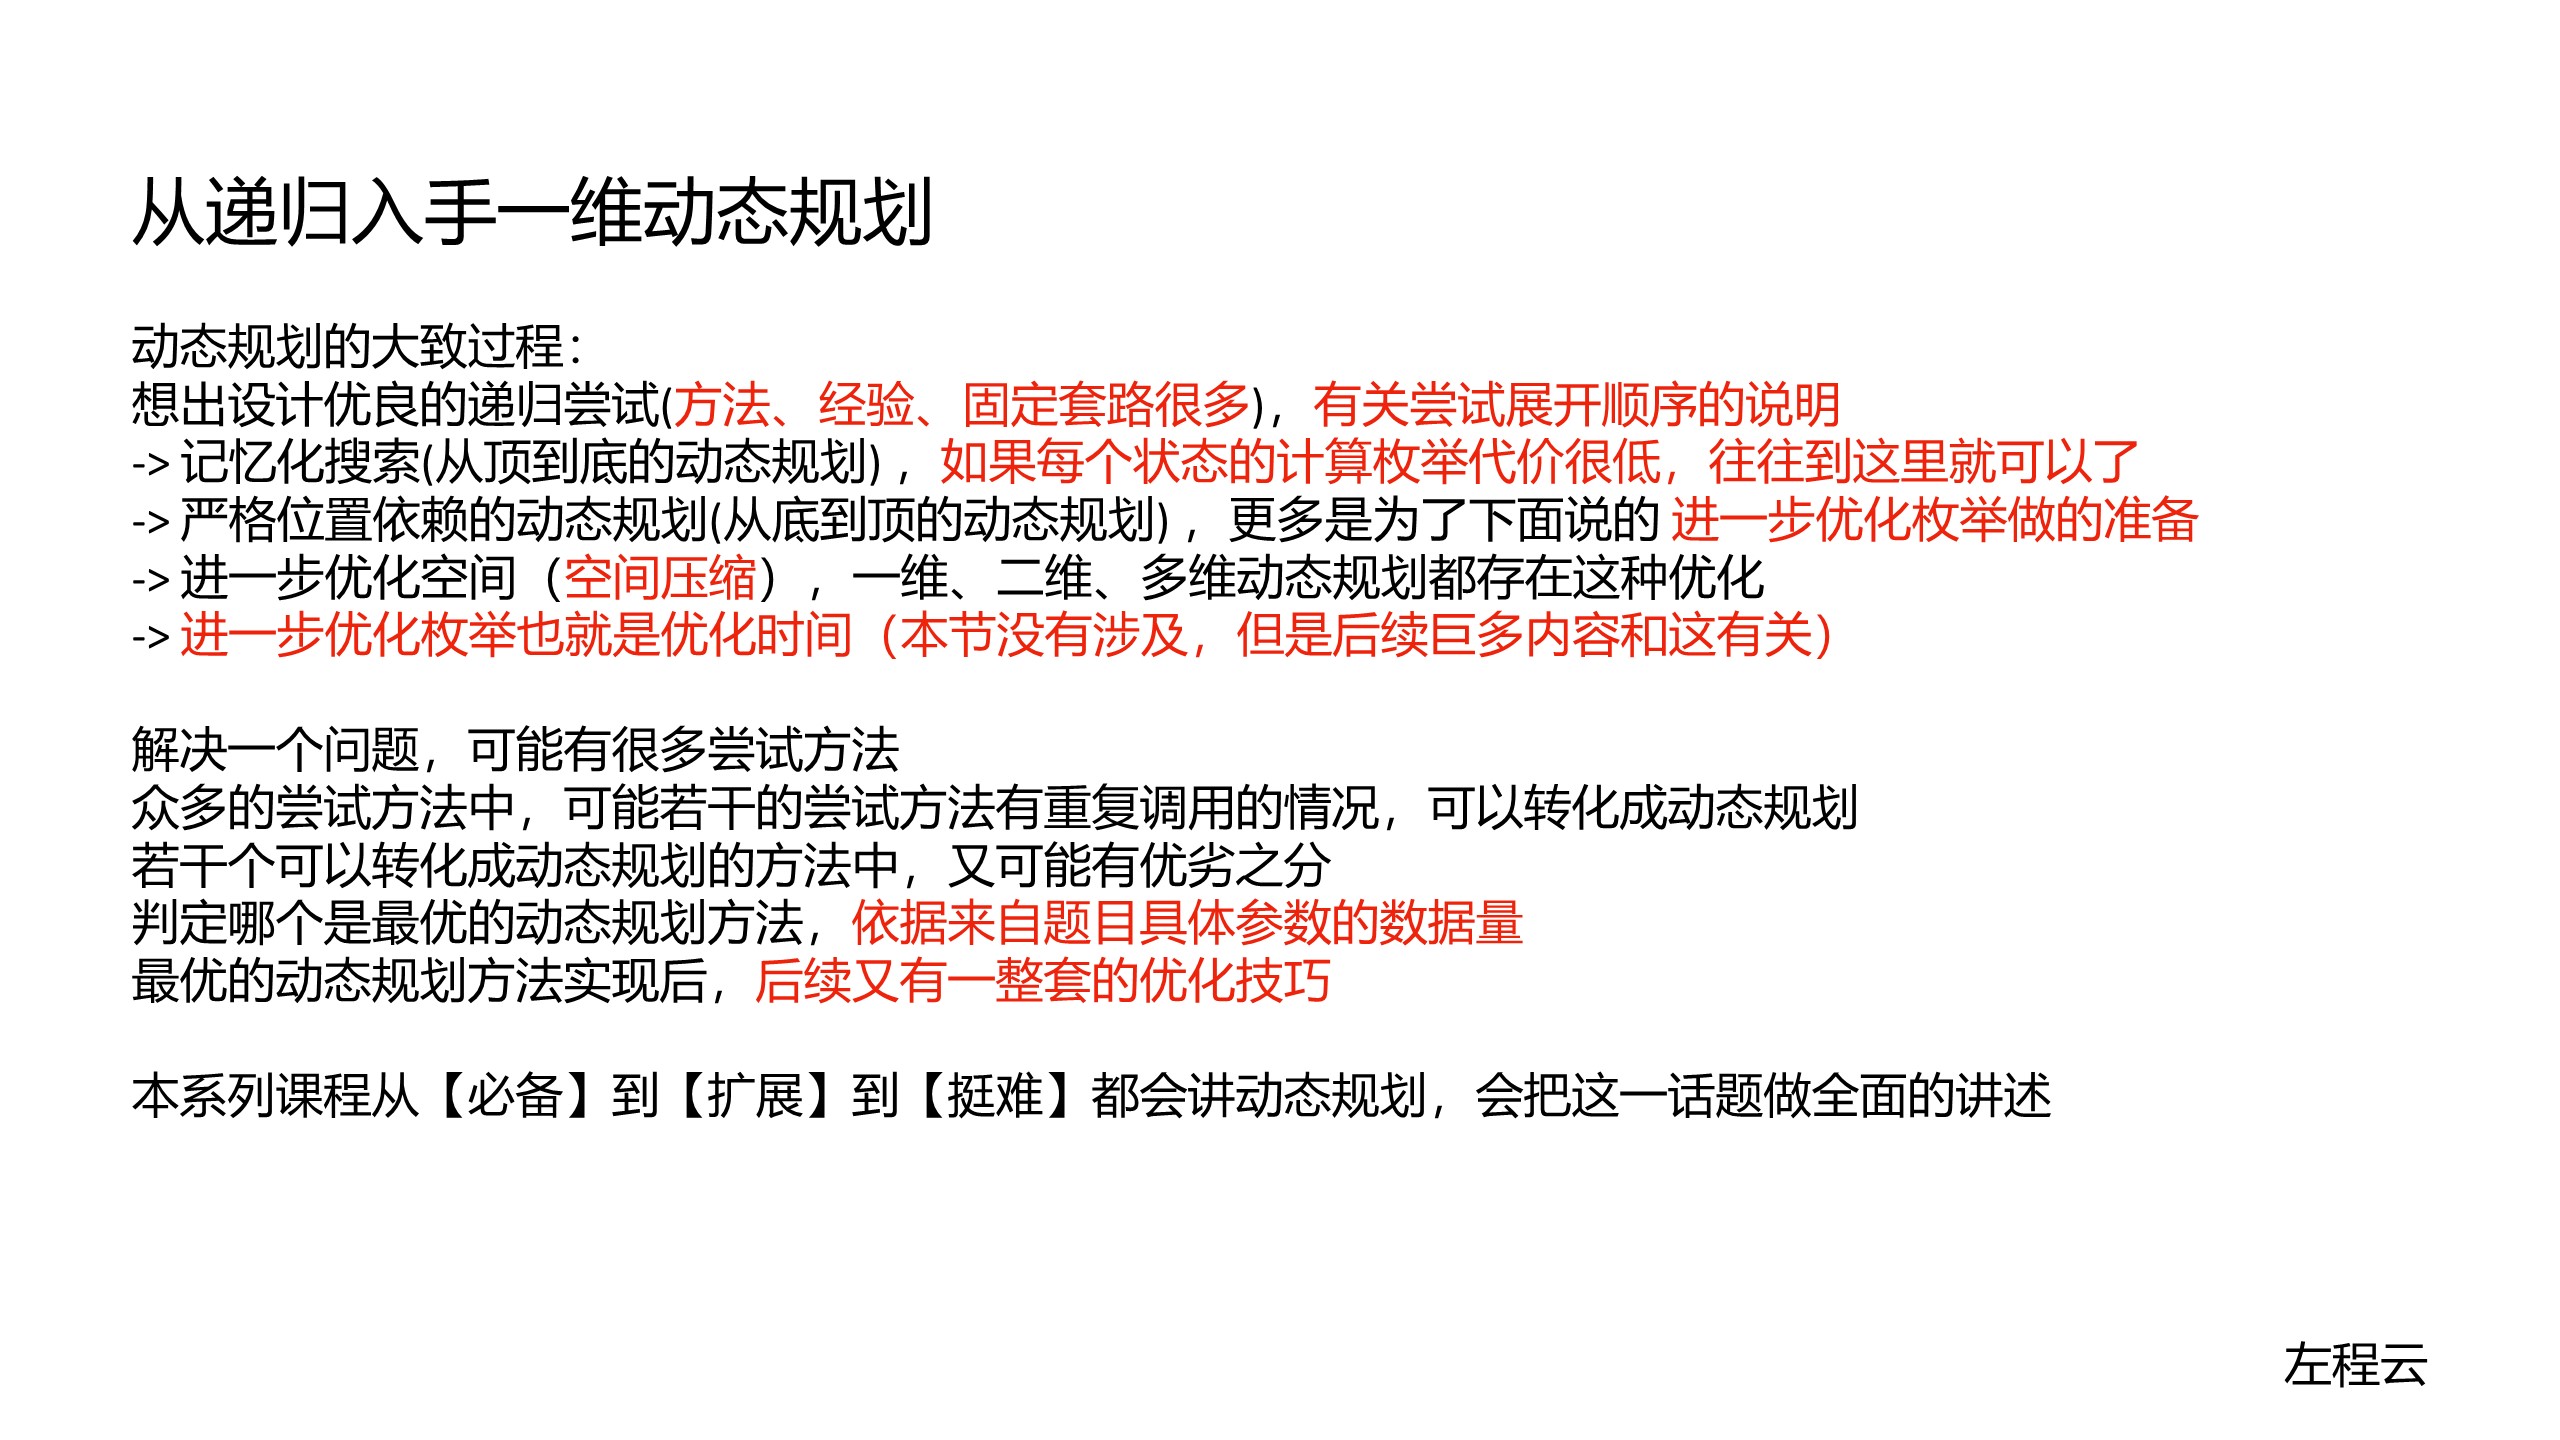 从递归入手一维动态规划
动态规划的大致过程：
想出设计优良的递归尝试(方法、经验、固定套路很多)，有关尝试展开顺序的说明
-> 记忆化搜索(从顶到底的动态规划) ，如果每个状态的计算枚举代价很低，往往到这里就可以了
-> 严格位置依赖的动态规划(从底到顶的动态规划) ，更多是为了下面说的 进一步优化枚举做的准备
-> 进一步优化空间（空间压缩），一维、二维、多维动态规划都存在这种优化
-> 进一步优化枚举也就是优化时间（本节没有涉及，但是后续巨多内容和这有关）
解决一个问题，可能有很多尝试方法
众多的尝试方法中，可能若干的尝试方法有重复调用的情况，可以转化成动态规划
若干个可以转化成动态规划的方法中，又可能有优劣之分
判定哪个是最优的动态规划方法，依据来自题目具体参数的数据量
最优的动态规划方法实现后，后续又有一整套的优化技巧
本系列课程从【必备】到【扩展】到【挺难】都会讲动态规划，会把这一话题做全面的讲述
左程云